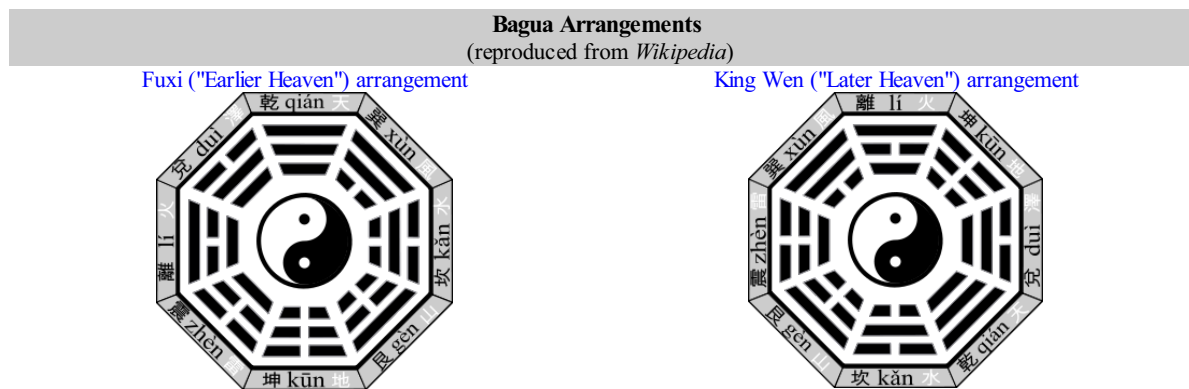 Bagua Arrangements
(reproduced from Wikipedia)
Fuxi ("Earlier Heaven") arrangement
乾 qián 天
巽 xùn 風
水 坎 kǎn
艮 gèn 山
坤 kūn 地
震 zhèn 雷
火 離 lí
兌 duì 澤
King Wen ("Later Heaven") arrangement
離 lí 火
坤 kūn 地
澤 兌 duì
乾 qián 天
坎 kǎn 水
艮 gèn 山
雷 震 zhèn
巽 xùn 風